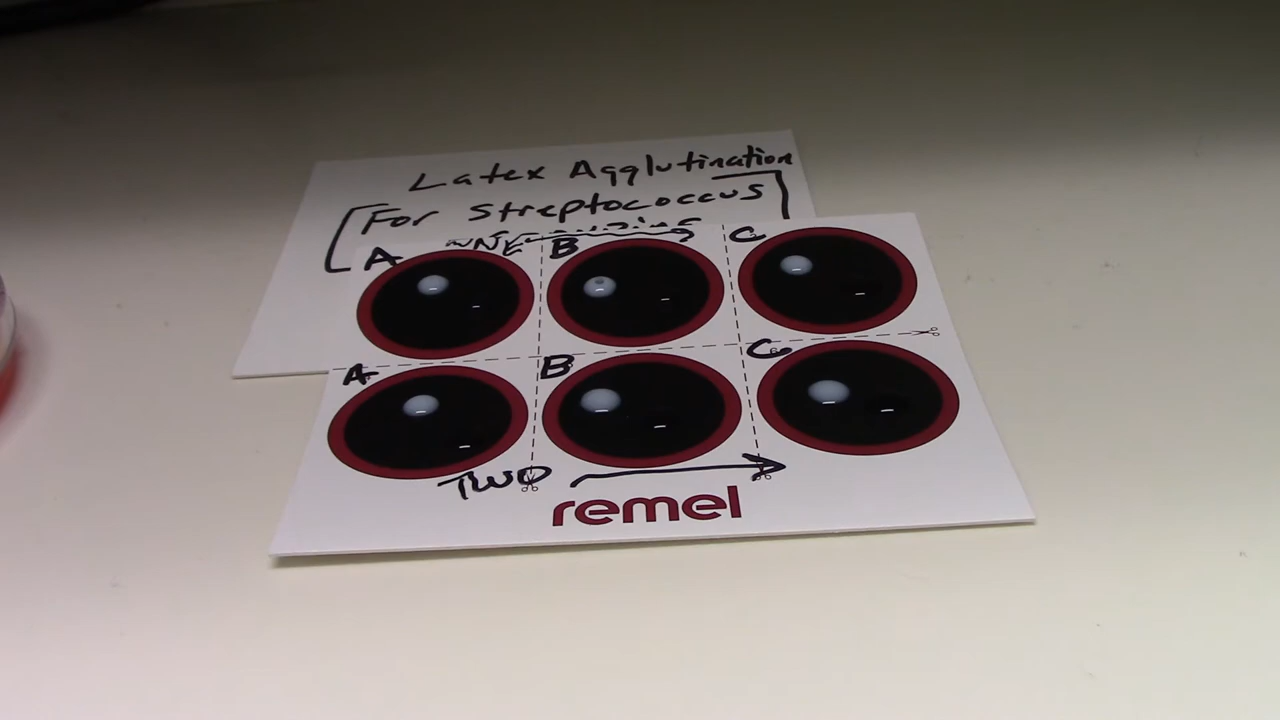 Latex Agglutination
For Streptococcus
A B C
A B C
TWO
remel